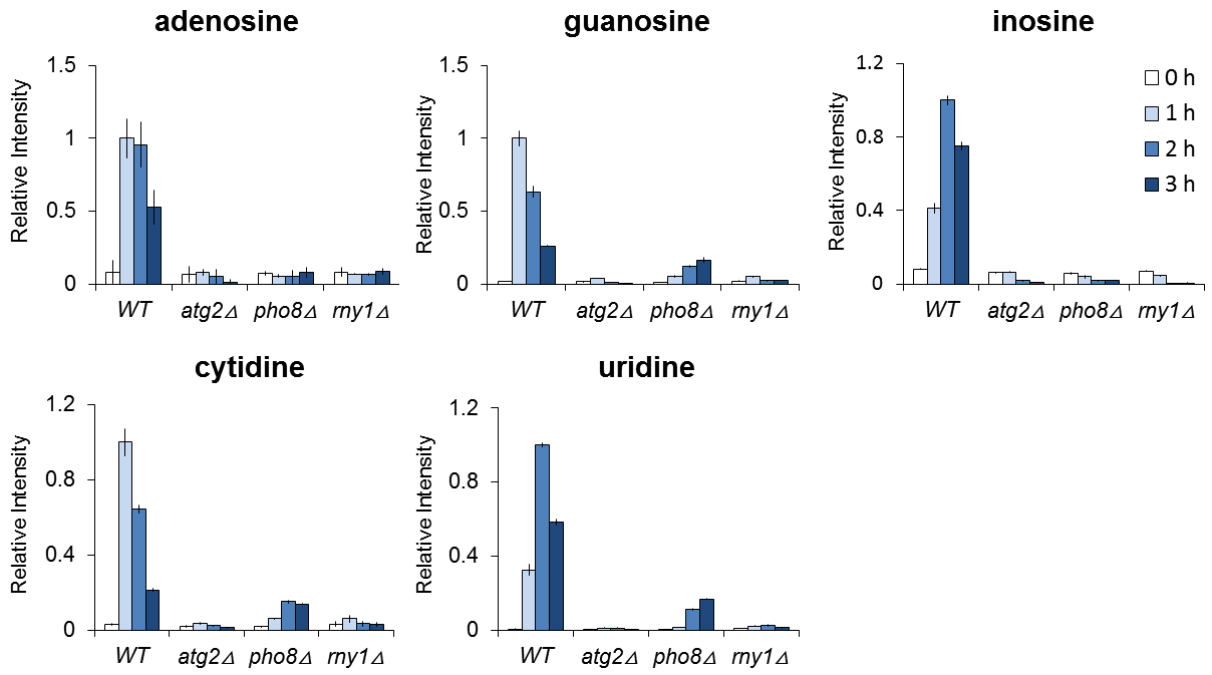 adenosine
guanosine
inosine
Relative Intensity
1.5
1
0.5
0
WT atg2Δ pho8Δ rny1Δ
Relative Intensity
1.5
1
0.5
0
WT atg2Δ pho8Δ rny1Δ
Relative Intensity
1.2
0.8
0.4
0
WT atg2Δ pho8Δ rny1Δ
0 h
1 h
2 h
3 h
cytidine
uridine
Relative Intensity
1.2
0.8
0.4
0
WT atg2Δ pho8Δ rny1Δ
Relative Intensity
1.2
0.8
0.4
0
WT atg2Δ pho8Δ rny1Δ